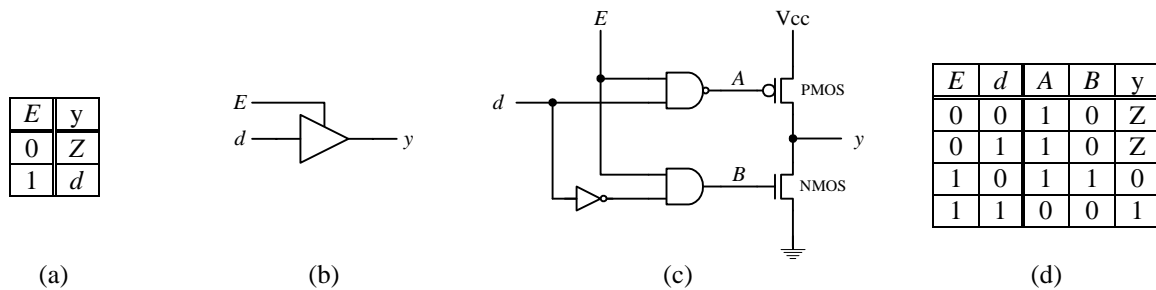 E y
0 Z
1 d
(a)
E
d
y
(b)
E
Vcc
d
A
PMOS
y
B
NMOS
(c)
E d A B y
0 0 1 0 Z
0 1 1 0 Z
1 0 1 1 0
1 1 0 0 1
(d)